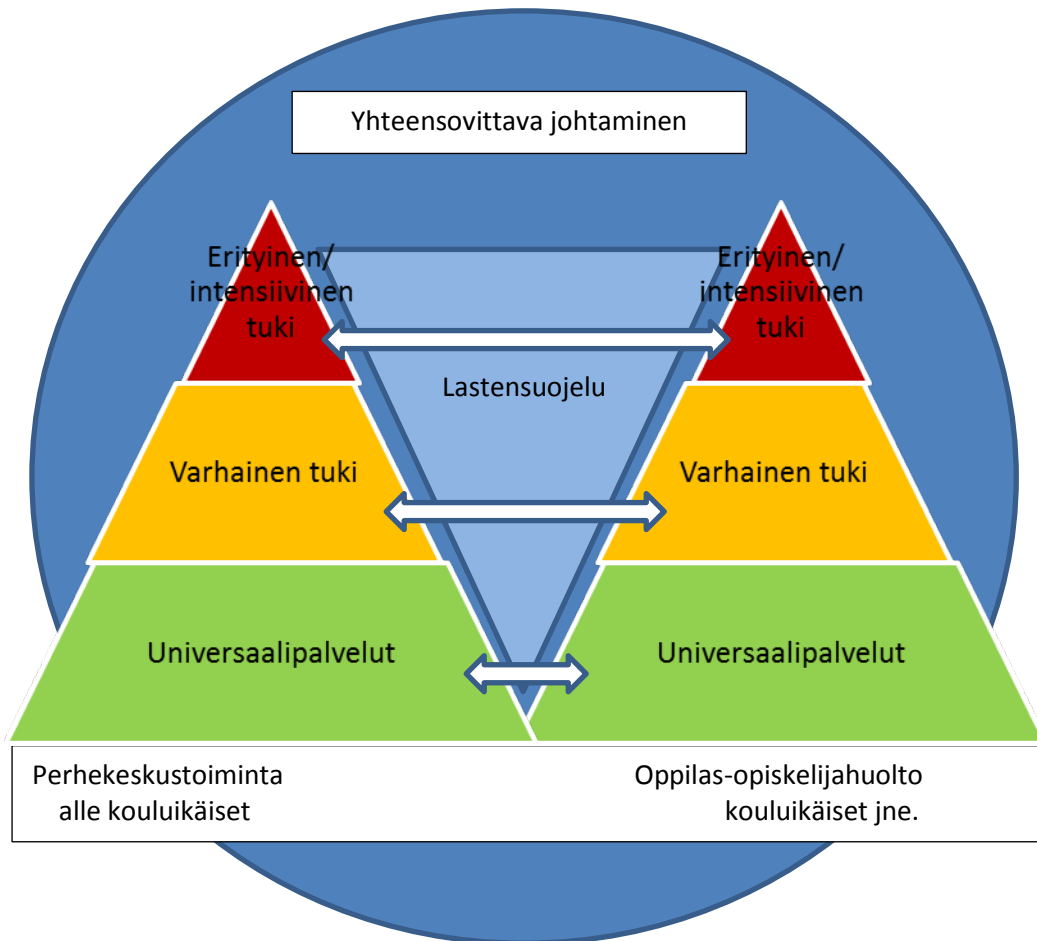 Yhteensovittava johtaminen
Erityinen/
intensiivinen
tuki
Erityinen/
intensiivinen
tuki
Lastensuojelu
Varhainen tuki
Varhainen tuki
Universaalipalvelut
Universaalipalvelut
Perhekeskustoiminta
alle kouluikäiset
Oppilas-opiskelijahuolto
kouluikäiset jne.